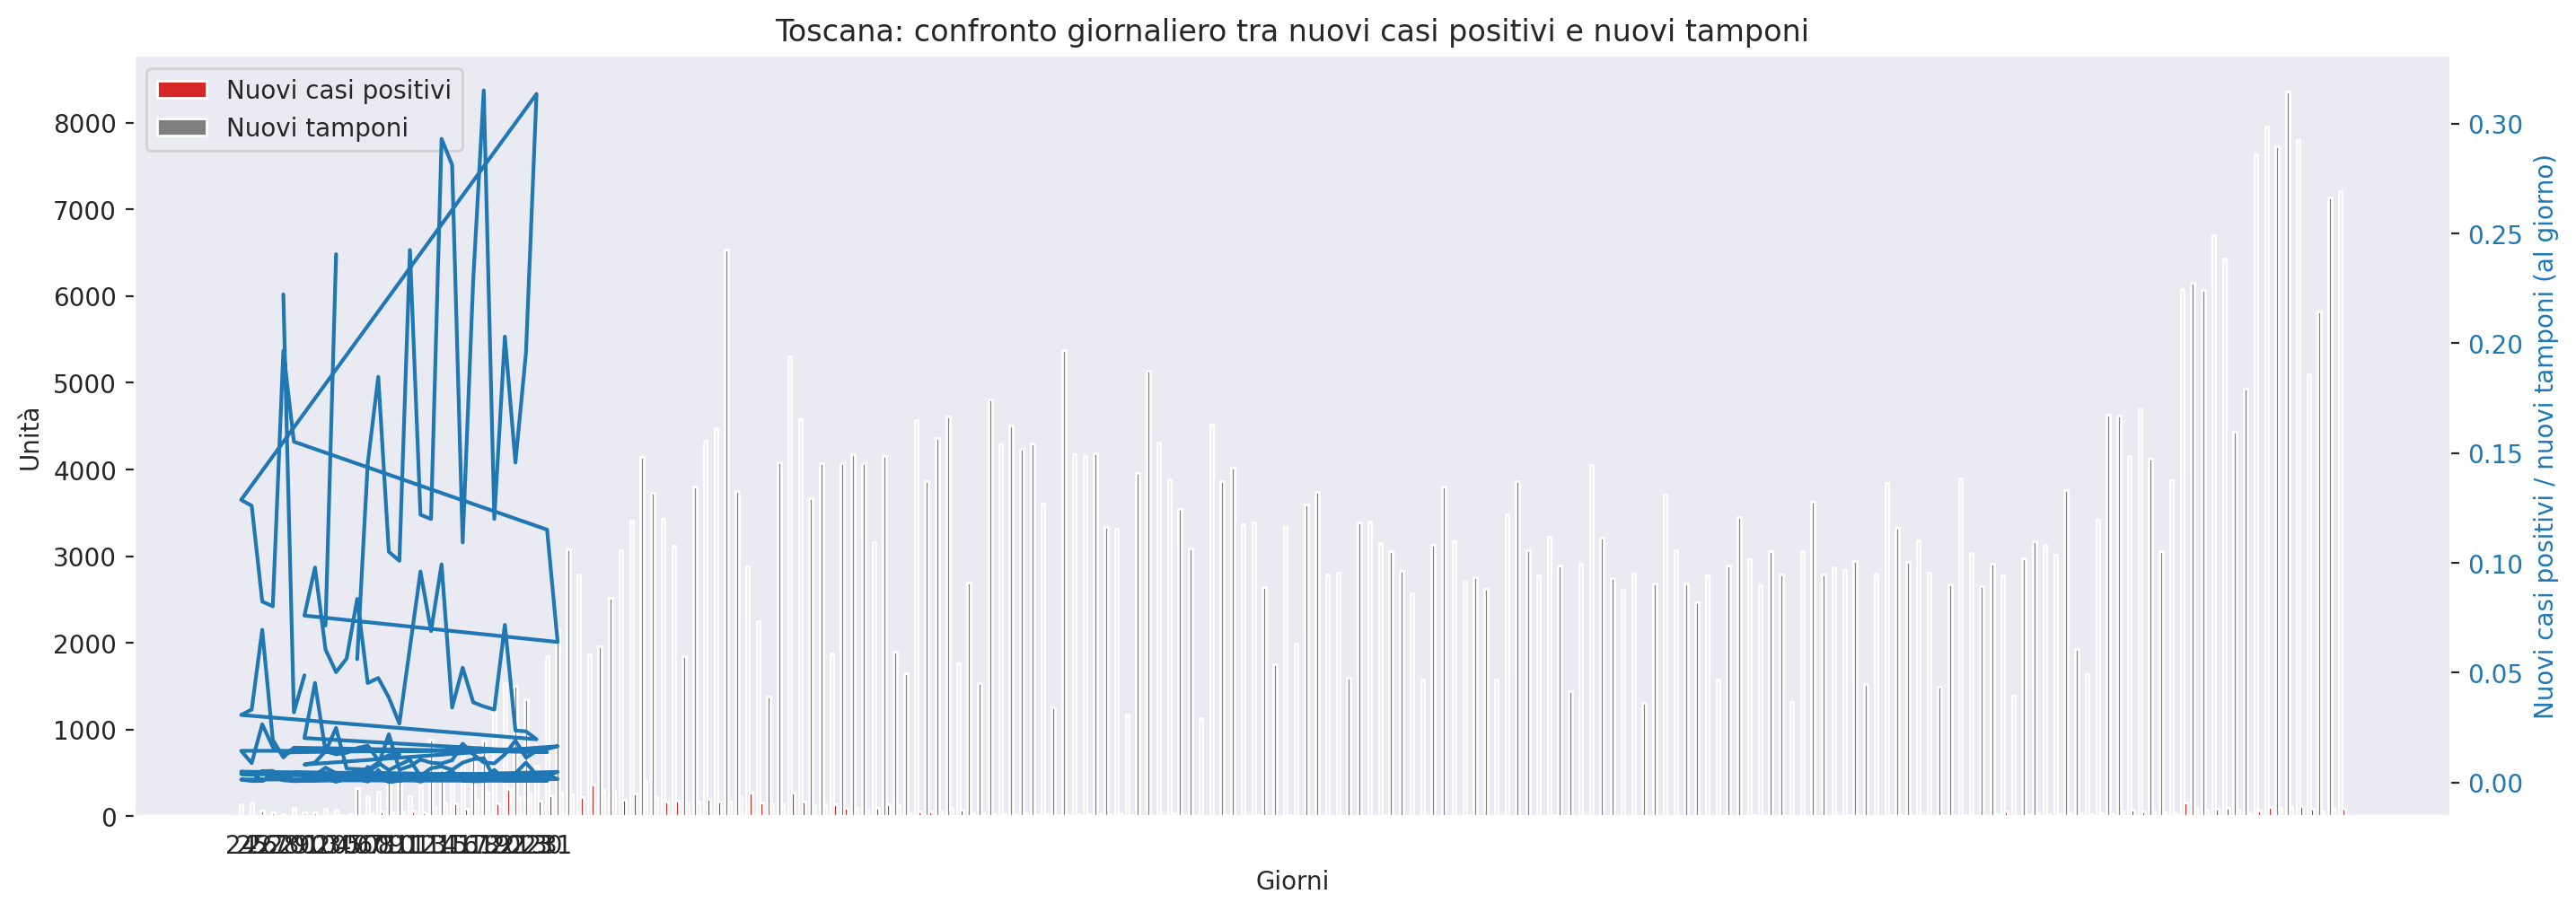 Toscana: confronto giornaliero tra nuovi casi positivi e nuovi tamponi
Nuovi casi positivi
Nuovi tamponi
8000
7000
6000
5000
4000
3000
2000
1000
0
Unità
0.30
0.25
0.20
0.15
0.10
0.05
0.00
Nuovi casi positivi / nuovi tamponi (al giorno)
Giorni